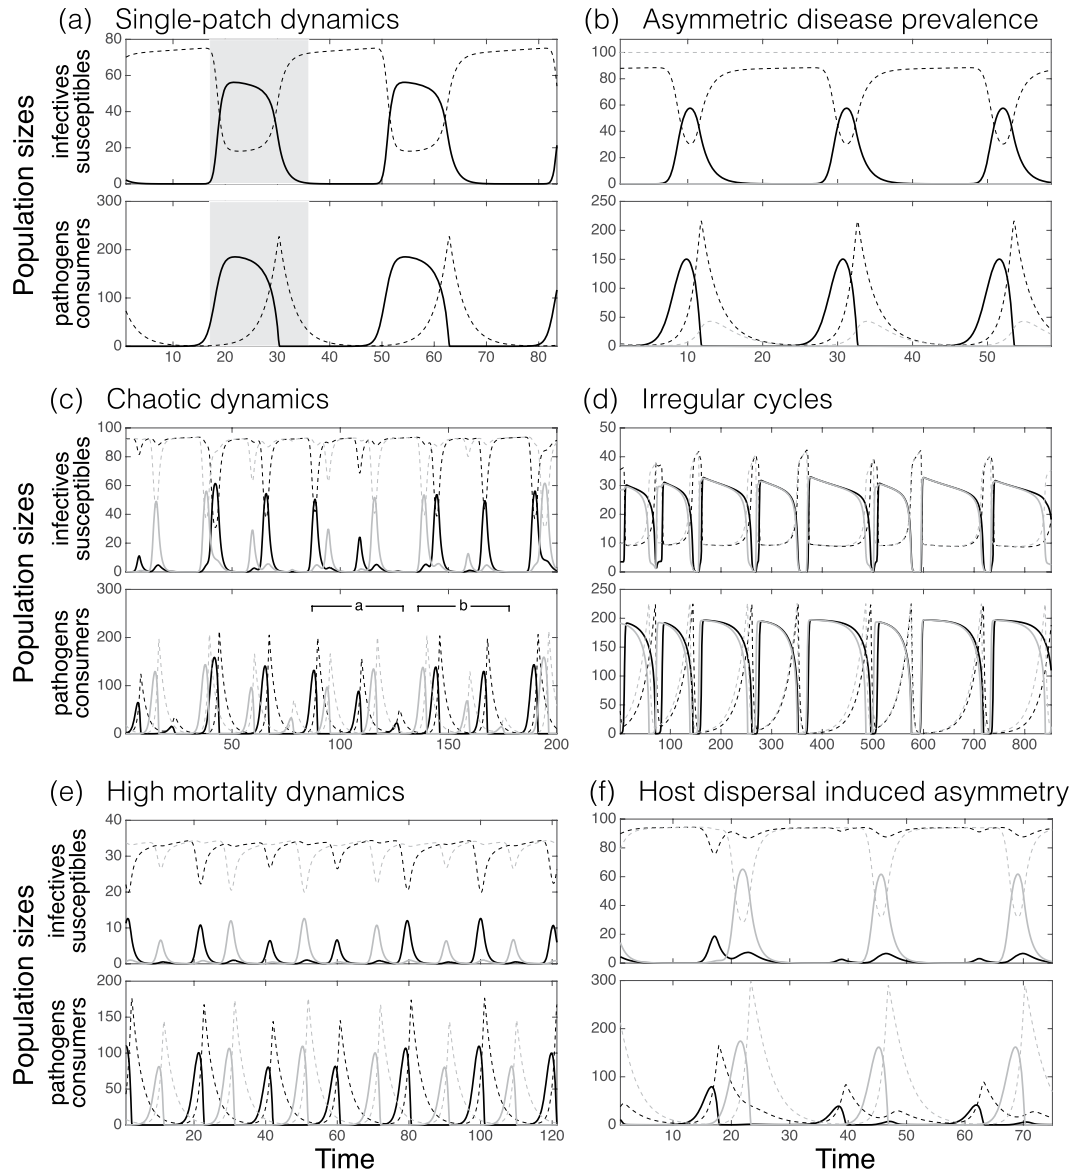 (a) Single-patch dynamics
(b) Asymmetric disease prevalence
Population sizes
infectives
susceptibles
80
60
40
20
0
100
80
60
40
20
0
pathogens
consumers
300
200
100
0
10 20 30 40 50 60 70 80
250
200
150
100
50
0
10 20 30 40 50
(c) Chaotic dynamics
(d) Irregular cycles
Population sizes
infectives
susceptibles
100
80
60
40
20
0
50
40
30
20
10
0
pathogens
consumers
300
200
100
0
a
b
50 100 150 200
250
200
150
100
50
0
100 200 300 400 500 600 700 800
(e) High mortality dynamics
(f) Host dispersal induced asymmetry
Population sizes
infectives
susceptibles
40
30
20
10
0
100
80
60
40
20
0
pathogens
consumers
200
150
100
50
0
20 40 60 80 100 120
300
200
100
0
10 20 30 40 50 60 70
Time
Time